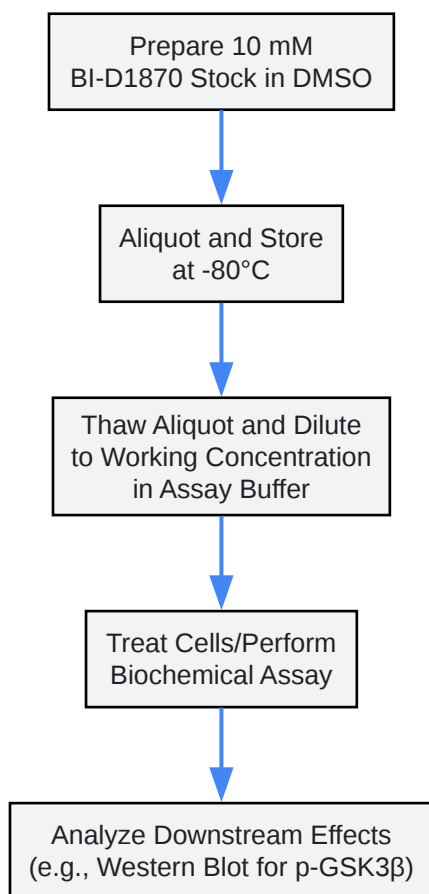 Prepare 10 mM
BI-D1870 Stock in DMSO
Aliquot and Store
at -80°C
Thaw Aliquot and Dilute
to Working Concentration
in Assay Buffer
Treat Cells/Perform
Biochemical Assay
Analyze Downstream Effects
(e.g., Western Blot for p-GSK3β)